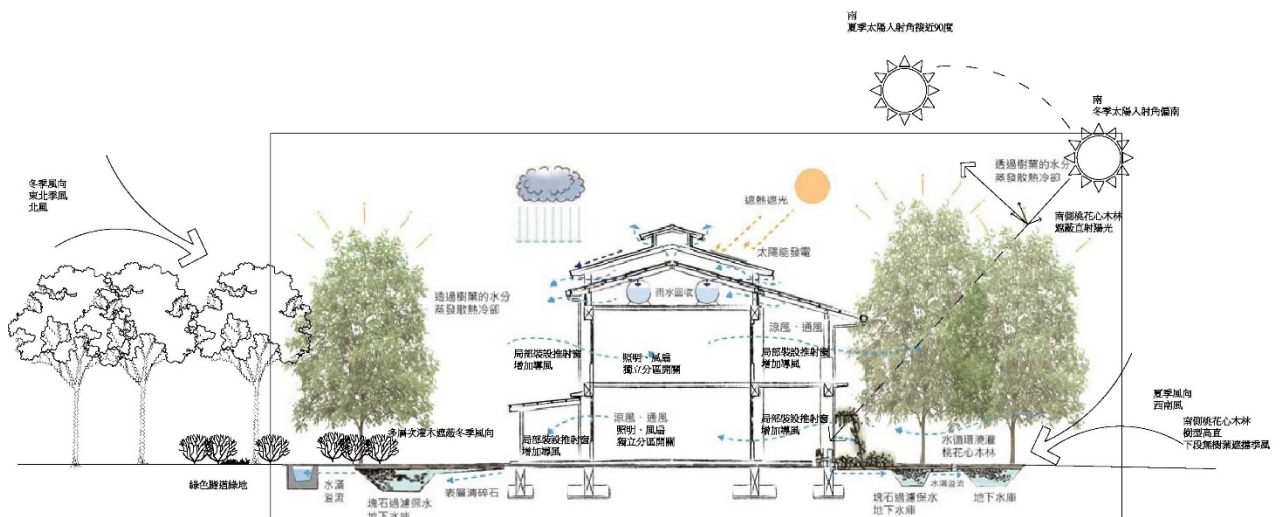 南
夏季太陽入射角接近90度
南
冬季太陽入射角偏南
冬季風向
東北季風
北風
透過樹葉的水分
蒸發散熱冷卻
遮熱遮光
南側桃花心木林
遮蔽直射陽光
太陽能發電
透過樹葉的水分
蒸發散熱冷卻
雨水回收
涼風、通風
局部裝設推射窗
增加導風
照明、風扇
獨立分區開關
局部裝設推射窗
增加導風
夏季風向
西南風
涼風、通風
照明、風扇
獨立分區開關
局部裝設推射窗
增加導風
局部裝設推射窗
增加導風
多層次灌木遮蔽冬季風向
水循環澆灌
桃花心木林
南側桃花心木林
樹型高直
下段無樹葉遮擋季風
綠色隧道綠地
水滿
溢流
塊石過濾保水
地下水庫
表層清碎石
塊石過濾保水
地下水庫
水滿溢流
地下水庫